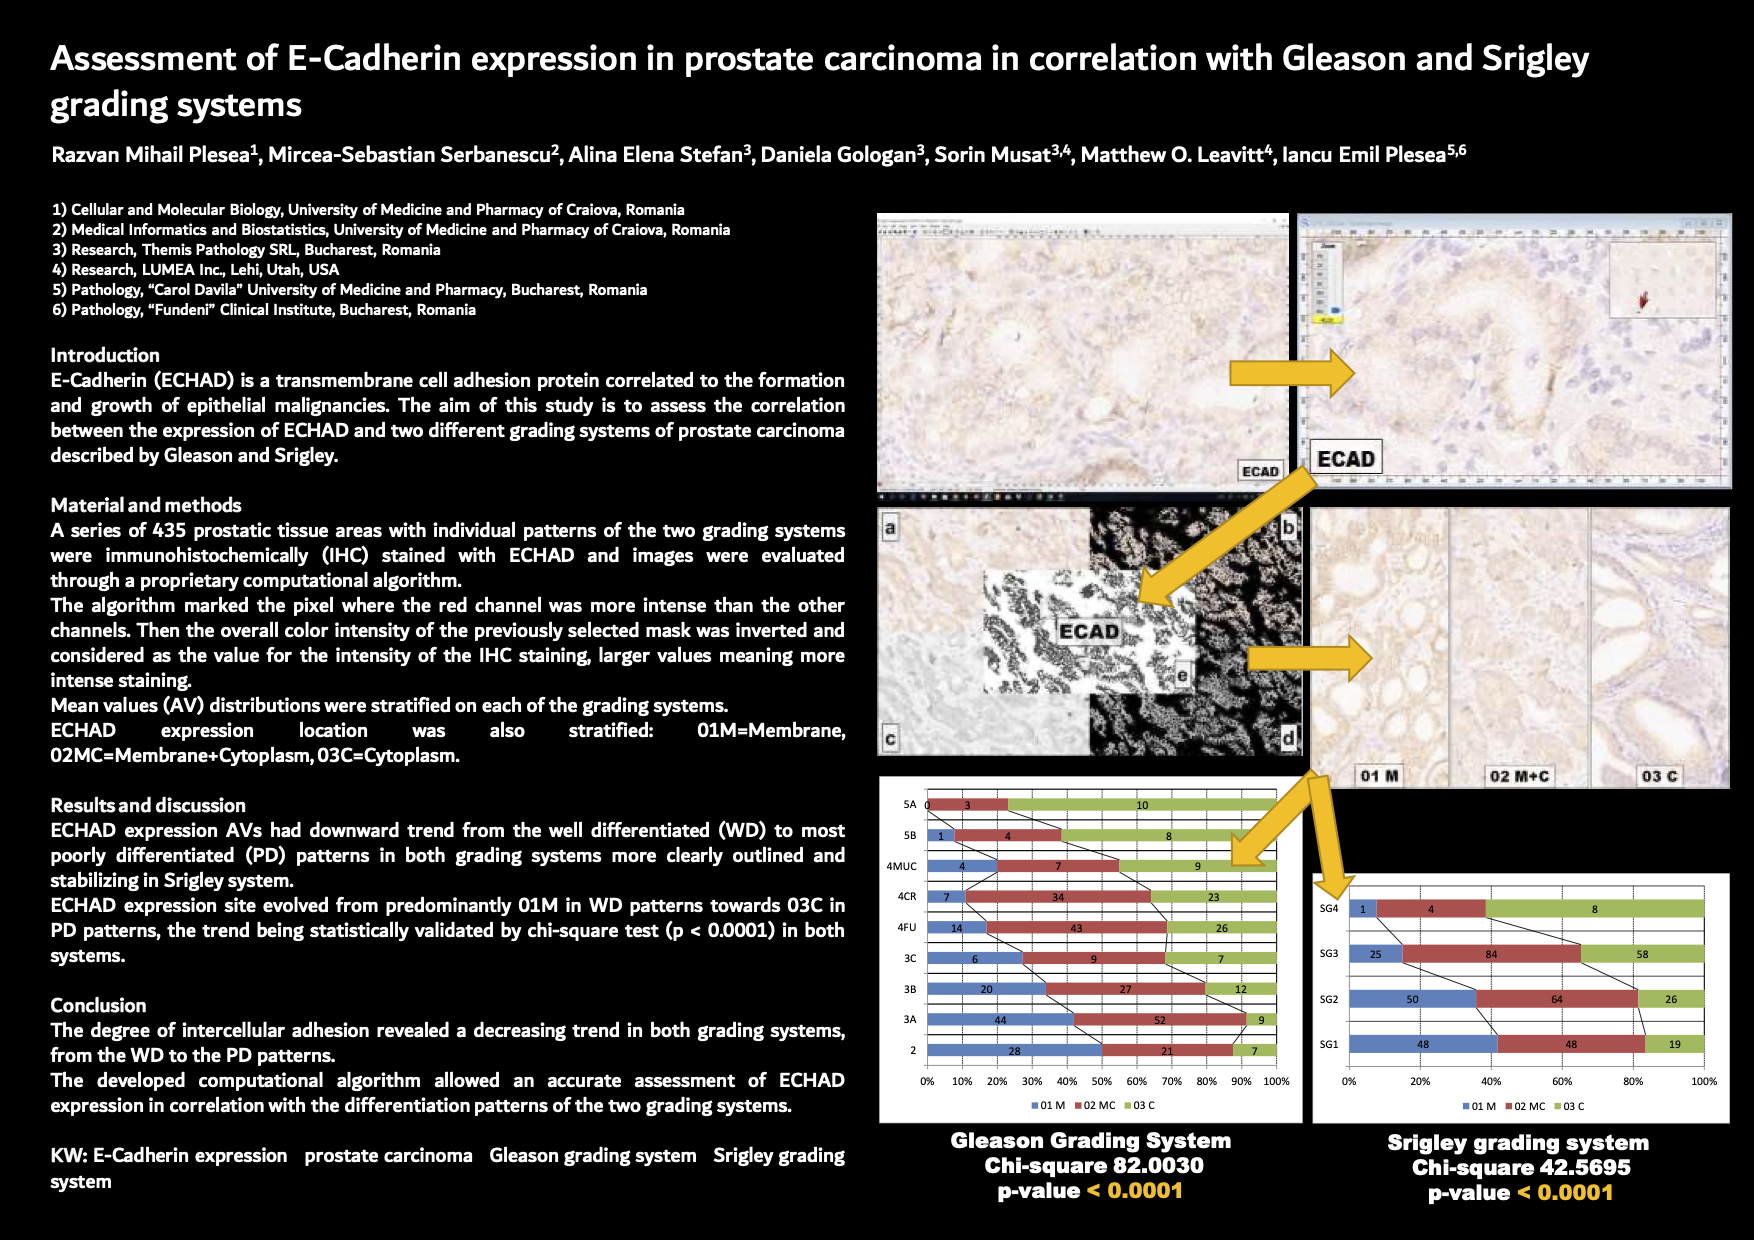 Assessment of E-Cadherin expression in prostate carcinoma in correlation with Gleason and Srigley
grading systems
Razvan Mihail Plesea1, Mircea-Sebastian Serbanescu2, Alina Elena Stefan3, Daniela Gologan3, Sorin Musat3,4, Matthew O. Leavitt4, Iancu Emil Plesea5,6
1) Cellular and Molecular Biology, University of Medicine and Pharmacy of Craiova, Romania
2) Medical Informatics and Biostatistics, University of Medicine and Pharmacy of Craiova, Romania
3) Research, Themis Pathology SRL, Bucharest, Romania
4) Research, LUMEA Inc., Lehi, Utah, USA
5) Pathology, “Carol Davila” University of Medicine and Pharmacy, Bucharest, Romania
6) Pathology, “Fundeni” Clinical Institute, Bucharest, Romania
Introduction
E-Cadherin (ECHAD) is a transmembrane cell adhesion protein correlated to the formation
and growth of epithelial malignancies. The aim of this study is to assess the correlation
between the expression of ECHAD and two different grading systems of prostate carcinoma
described by Gleason and Srigley.
Material and methods
A series of 435 prostatic tissue areas with individual patterns of the two grading systems
were immunohistochemically (IHC) stained with ECHAD and images were evaluated
through a proprietary computational algorithm.
The algorithm marked the pixel where the red channel was more intense than the other
channels. Then the overall color intensity of the previously selected mask was inverted and
considered as the value for the intensity of the IHC staining, larger values meaning more
intense staining.
Mean values (AV) distributions were stratified on each of the grading systems.
ECHAD expression location was also stratified: 01M=Membrane,
02MC=Membrane+Cytoplasm, 03C=Cytoplasm.
Results and discussion
ECHAD expression AVs had downward trend from the well differentiated (WD) to most
poorly differentiated (PD) patterns in both grading systems more clearly outlined and
stabilizing in Srigley system.
ECHAD expression site evolved from predominantly 01M in WD patterns towards 03C in
PD patterns, the trend being statistically validated by chi-square test (p < 0.0001) in both
systems.
Conclusion
The degree of intercellular adhesion revealed a decreasing trend in both grading systems,
from the WD to the PD patterns.
The developed computational algorithm allowed an accurate assessment of ECHAD
expression in correlation with the differentiation patterns of the two grading systems.
KW: E-Cadherin expression prostate carcinoma Gleason grading system Srigley grading
system
ECAD
ECAD
a
b
ECAD
e
c
d
01 M
02 M+C
03 C
5A 0 3 10
5B 1 4 8
4MUC 4 7 9
4CR 7 34 23
4FU 14 43 26
3C 6 9 7
3B 20 27 12
3A 44 52 9
2 28 21 7
0% 10% 20% 30% 40% 50% 60% 70% 80% 90% 100%
01 M 02 MC 03 C
Gleason Grading System
Chi-square 82.0030
p-value < 0.0001
SG4 1 4 8
SG3 25 84 58
SG2 50 64 26
SG1 48 48 19
0% 20% 40% 60% 80% 100%
01 M 02 MC 03 C
Srigley grading system
Chi-square 42.5695
p-value < 0.0001